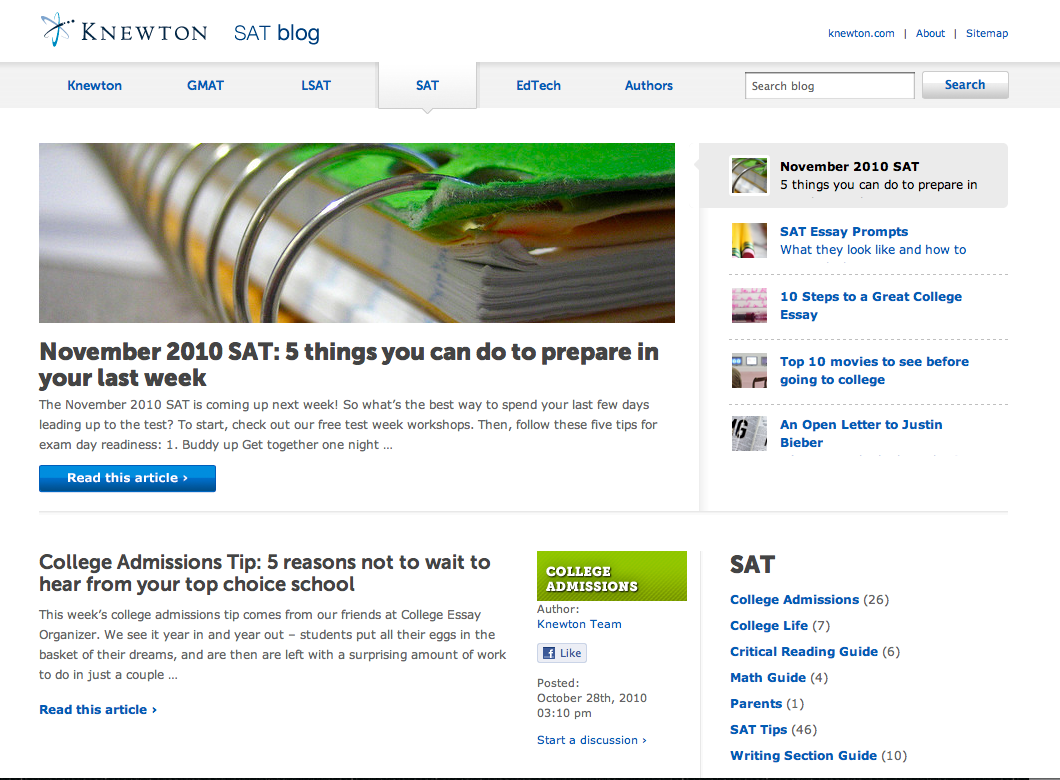 KNEWTON SAT blog
knewton.com | About | Sitemap
Knewton GMAT LSAT SAT EdTech Authors
Search blog Search
November 2010 SAT: 5 things you can do to prepare in
your last week
The November 2010 SAT is coming up next week! So what’s the best way to spend your last few days
leading up to the test? To start, check out our free test week workshops. Then, follow these five tips for
exam day readiness: 1. Buddy up Get together one night ...
Read this article ›
November 2010 SAT
5 things you can do to prepare in
SAT Essay Prompts
What they look like and how to
10 Steps to a Great College
Essay
Top 10 movies to see before
going to college
An Open Letter to Justin
Bieber
College Admissions Tip: 5 reasons not to wait to
hear from your top choice school
This week’s college admissions tip comes from our friends at College Essay
Organizer. We see it year in and year out – students put all their eggs in the
basket of their dreams, and are then are left with a surprising amount of work
to do in just a couple ...
Read this article ›
COLLEGE
ADMISSIONS
Author:
Knewton Team
Like
Posted:
October 28th, 2010
03:10 pm
Start a discussion ›
SAT
College Admissions (26)
College Life (7)
Critical Reading Guide (6)
Math Guide (4)
Parents (1)
SAT Tips (46)
Writing Section Guide (10)